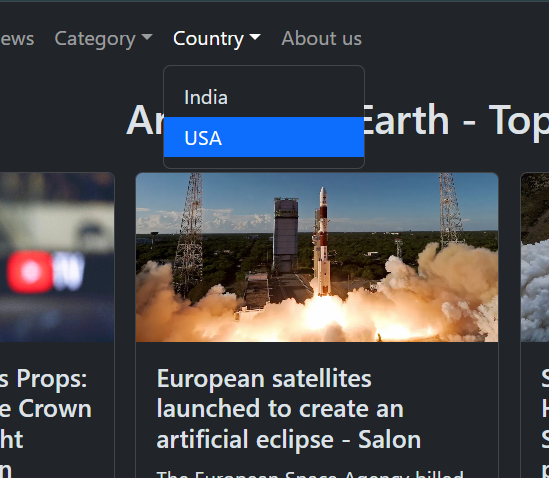 ews Category Country About us
India
USA
Ar Earth - Top
s Props:
e Crown
ht
n
European satellites
launched to create an
artificial eclipse - Salon
The European Space Agency billed
S
H
S
p